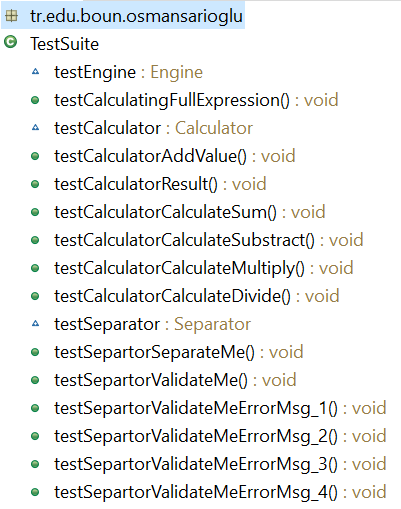 tr.edu.boun.osmansarioglu
TestSuite
testEngine : Engine
testCalculatingFullExpression() : void
testCalculator : Calculator
testCalculatorAddValue() : void
testCalculatorResult() : void
testCalculatorCalculateSum() : void
testCalculatorCalculateSubstract() : void
testCalculatorCalculateMultiply() : void
testCalculatorCalculateDivide() : void
testSeparator : Separator
testSepartorSeparateMe() : void
testSepartorValidateMe() : void
testSepartorValidateMeErrorMsg_1() : void
testSepartorValidateMeErrorMsg_2() : void
testSepartorValidateMeErrorMsg_3() : void
testSepartorValidateMeErrorMsg_4() : void